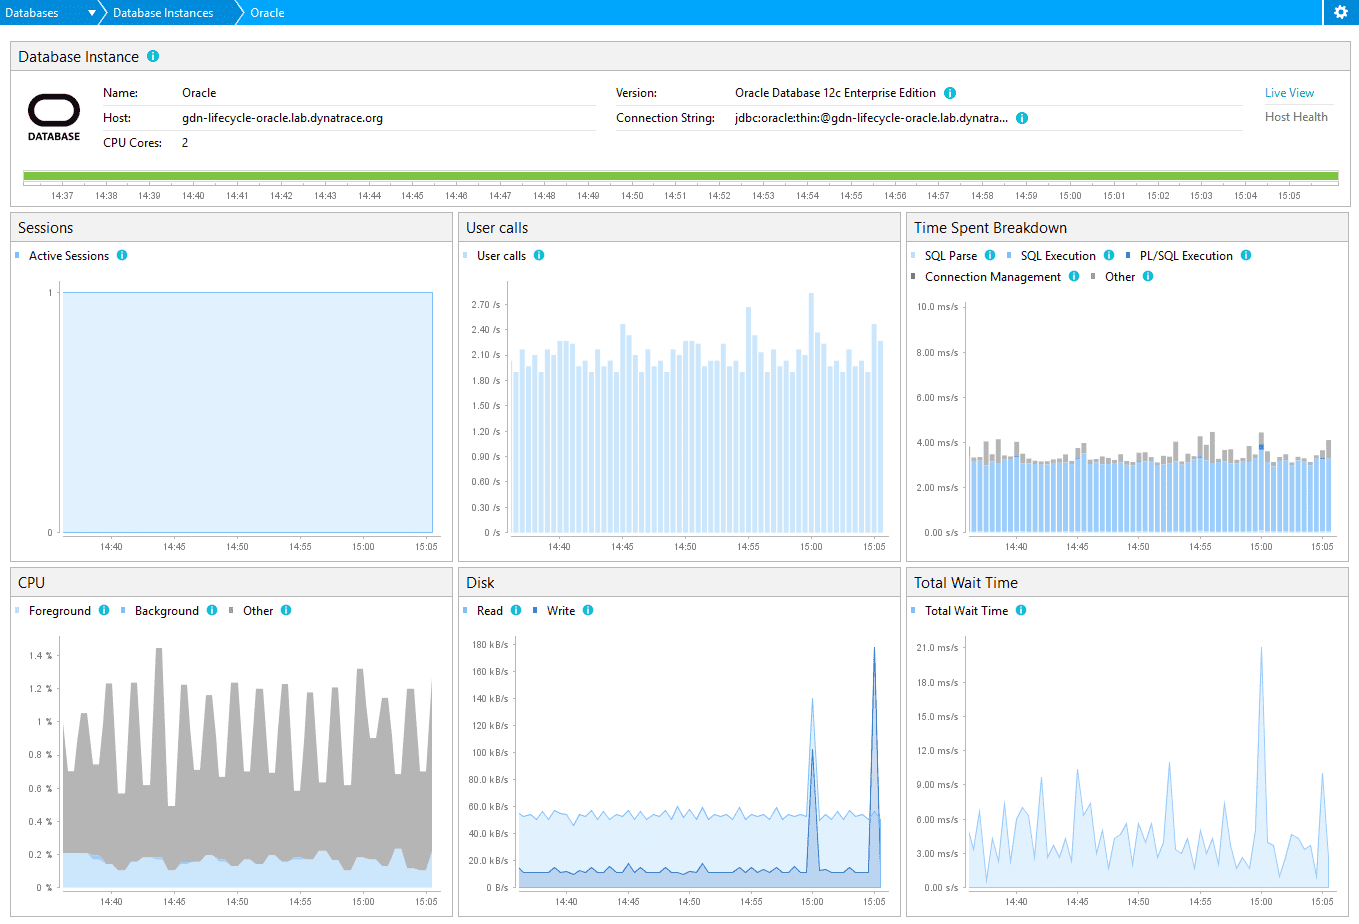 Databases ▼ Database Instances Oracle
Database Instance
Name: Oracle Version: Oracle Database 12c Enterprise Edition Live View
Host: gdn-lifecycle-oracle.lab.dynatrace.org Connection String: jdbc:oracle:thin:@gdn-lifecycle-oracle.lab.dynatra... Host Health
DATABASE
CPU Cores: 2
14:37 14:38 14:39 14:40 14:41 14:42 14:43 14:44 14:45 14:46 14:47 14:48 14:49 14:50 14:51 14:52 14:53 14:54 14:55 14:56 14:57 14:58 14:59 15:00 15:01 15:02 15:03 15:04 15:05
Sessions
Active Sessions
1
0
14:40 14:45 14:50 14:55 15:00 15:05
User calls
User calls
2.70 /s
2.40 /s
2.10 /s
1.80 /s
1.50 /s
1.20 /s
0.90 /s
0.60 /s
0.30 /s
0 /s
14:40 14:45 14:50 14:55 15:00 15:05
Time Spent Breakdown
SQL Parse SQL Execution PL/SQL Execution
Connection Management Other
10.0 ms/s
8.00 ms/s
6.00 ms/s
4.00 ms/s
2.00 ms/s
0.00 s/s
14:40 14:45 14:50 14:55 15:00 15:05
CPU
Foreground Background Other
1.4 %
1.2 %
1 %
0.8 %
0.6 %
0.4 %
0.2 %
0 %
14:40 14:45 14:50 14:55 15:00 15:05
Disk
Read Write
180 kB/s
160 kB/s
140 kB/s
120 kB/s
100 kB/s
80.0 kB/s
60.0 kB/s
40.0 kB/s
20.0 kB/s
0 B/s
14:40 14:45 14:50 14:55 15:00 15:05
Total Wait Time
Total Wait Time
21.0 ms/s
18.0 ms/s
15.0 ms/s
12.0 ms/s
9.00 ms/s
6.00 ms/s
3.00 ms/s
0.00 s/s
14:40 14:45 14:50 14:55 15:00 15:05